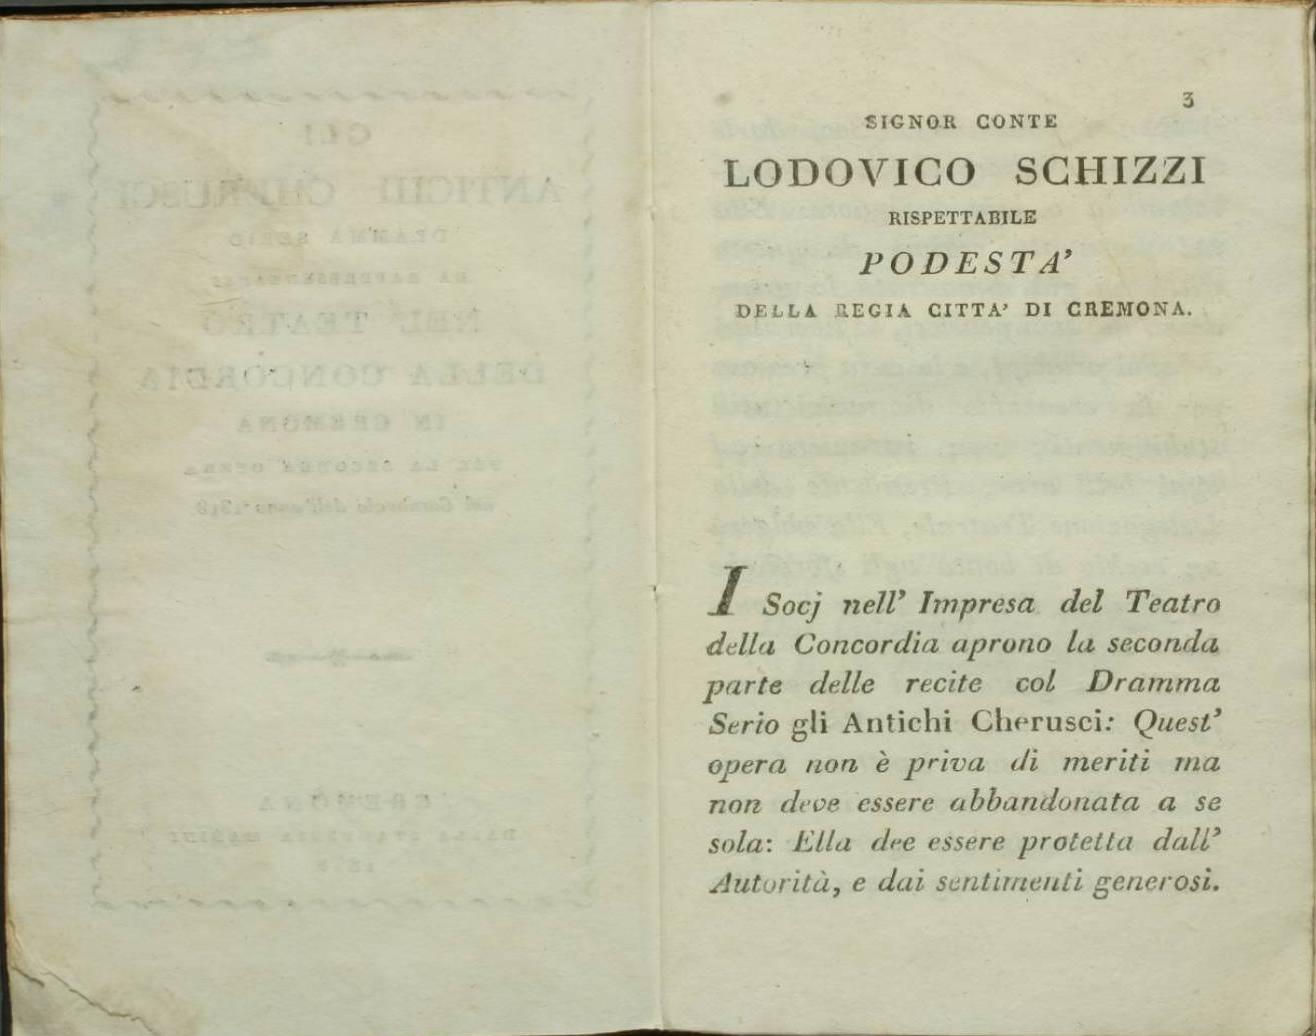 3
SIGNOR CONTE
LODOVICO SCHIZZI
RISPETTABILE
PODESTA'
DELLA REGIA CITTA' DI CREMONA.
I Socj nell' Impresa del Teatro
della Concordia aprono la seconda
parte delle recite col Dramma
Serio gli Antichi Cherusci: Quest'
opera non è priva di meriti ma
non deve essere abbandonata a se
sola: Ella dee essere protetta dall'
Autorità, e dai sentimenti generosi.